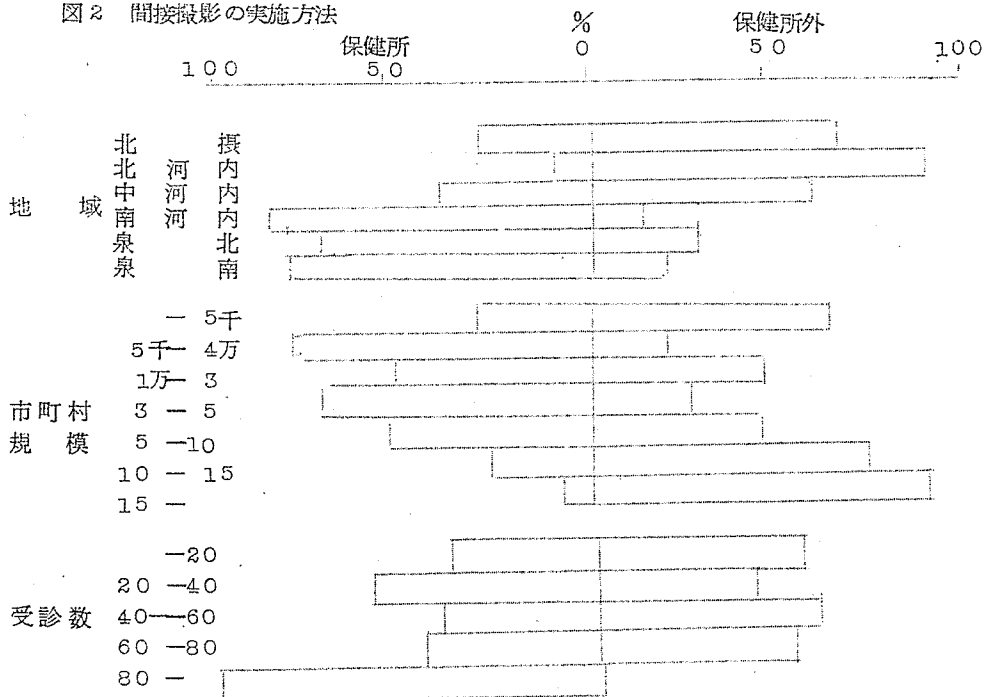 図2 間接撮影の実施方法
保健所 % 保健所外
100 50 0 50 100
北 摂
北 河 内
中 河 内
地 域 南 河 内
泉 北
泉 南
— 5千
5千— 4万
1万— 3
市町村 3 — 5
規 模 5 —10
10 — 15
15 —
—20
20 —40
受診数 40—60
60 —80
80 —